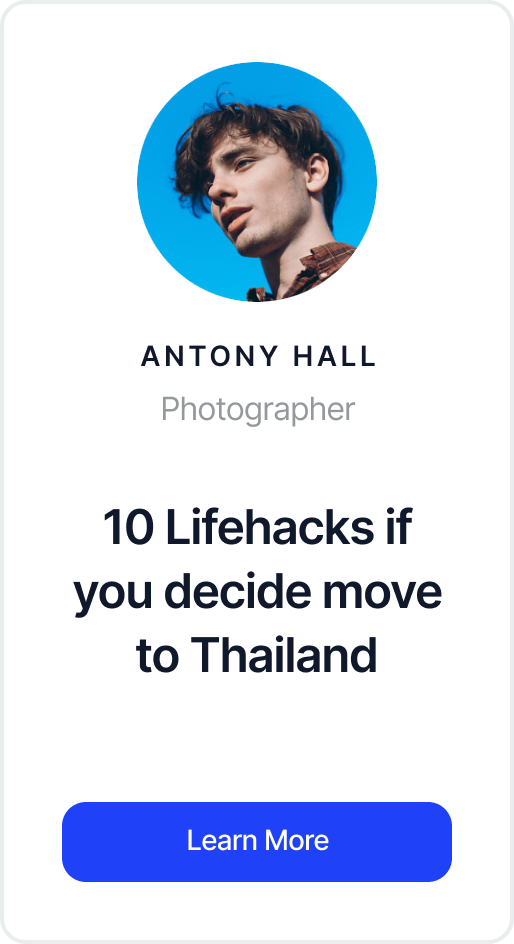 ANTONY HALL
Photographer
10 Lifehacks if
you decide move
to Thailand
Learn More